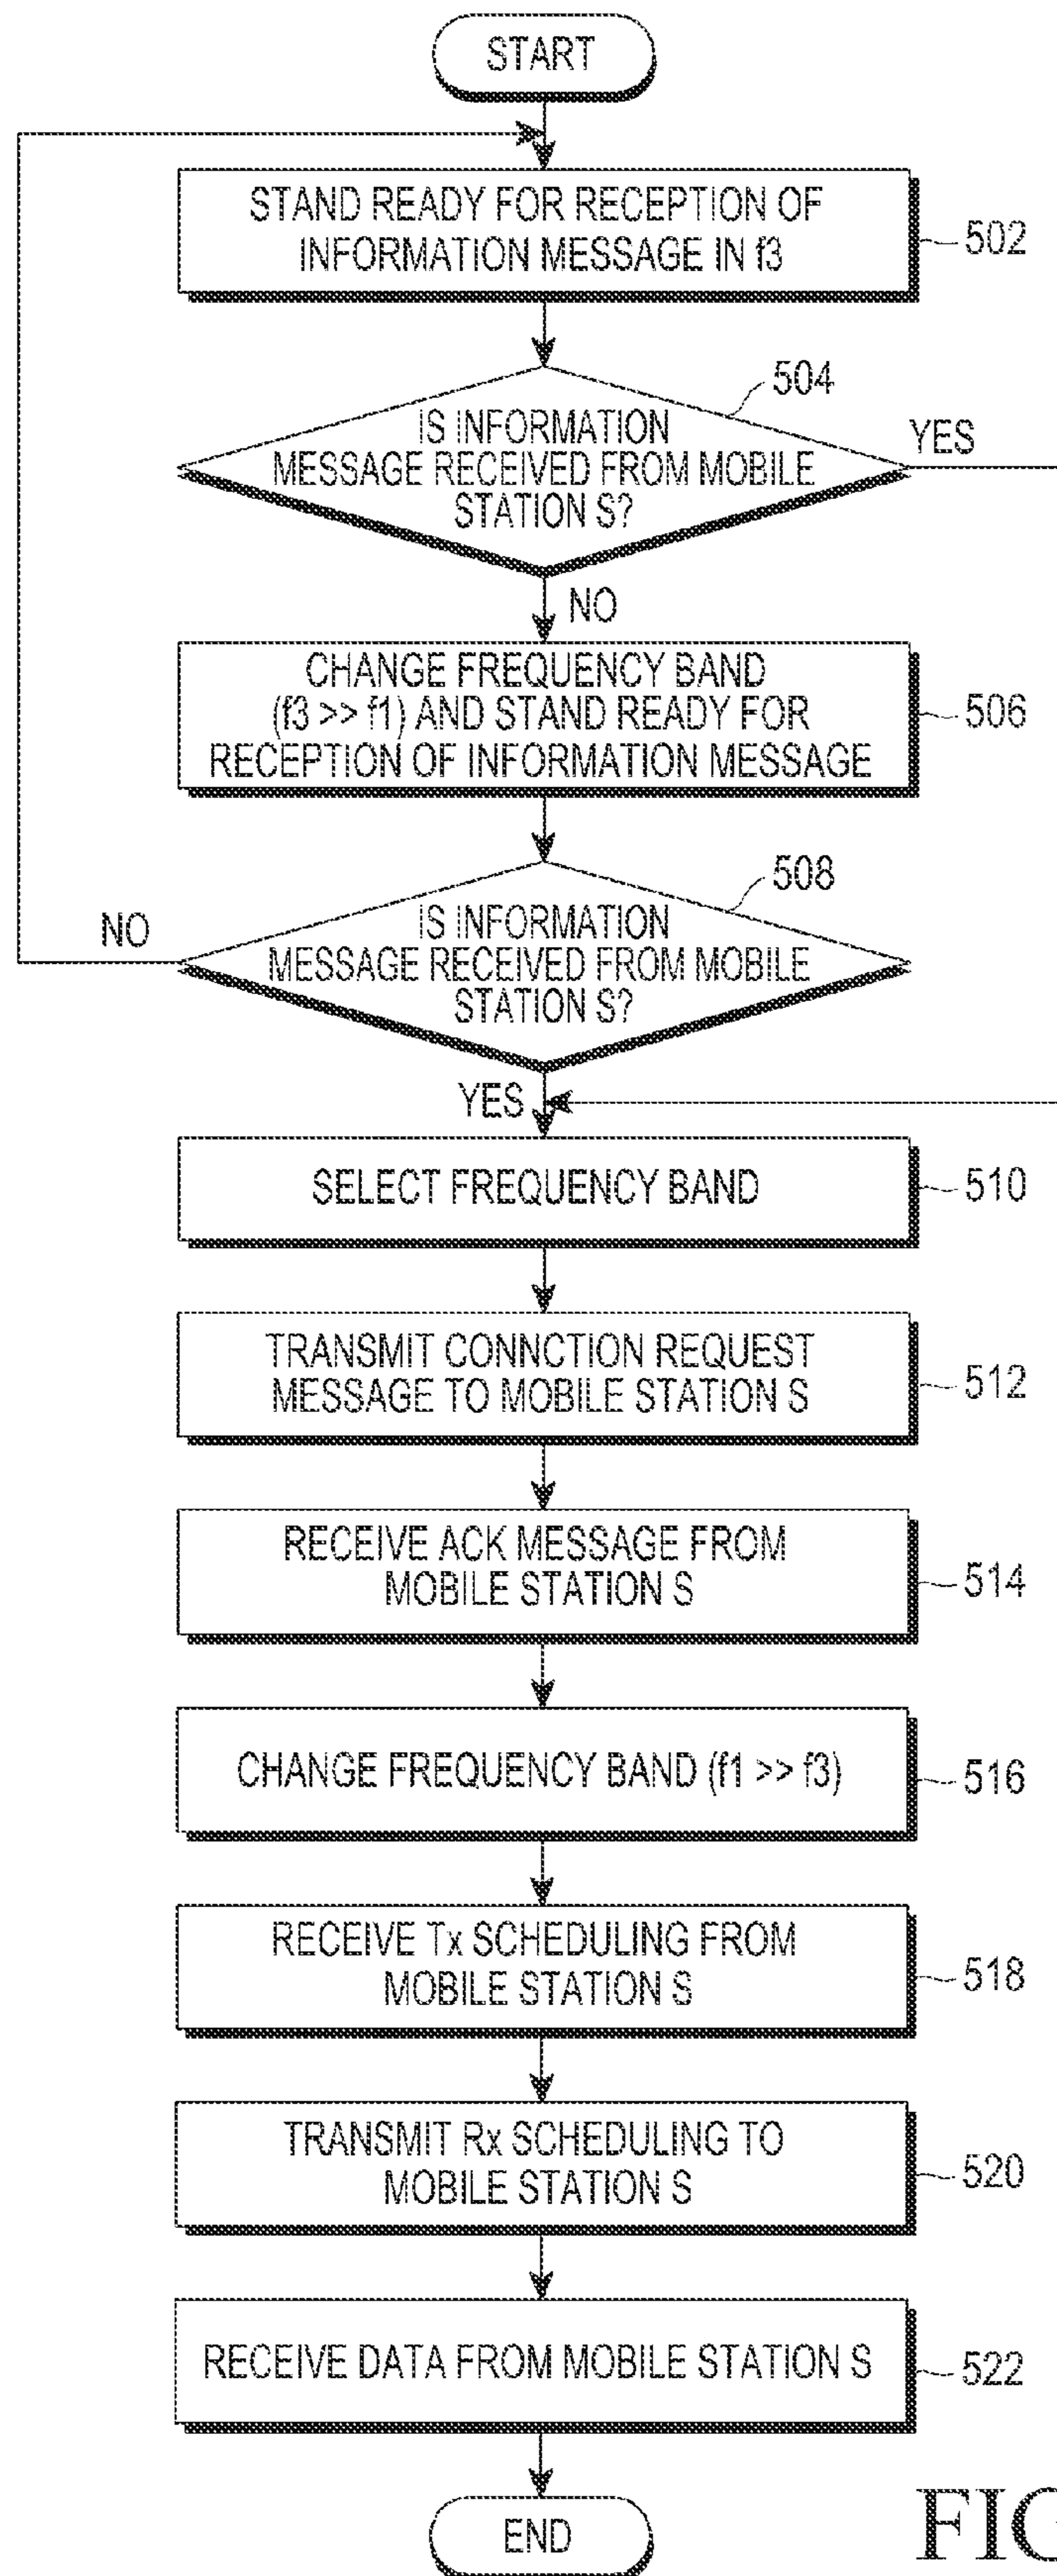 START
STAND READY FOR RECEPTION OF
INFORMATION MESSAGE IN f3
502
504
IS INFORMATION
MESSAGE RECEIVED FROM MOBILE
STATION S?
YES
NO
CHANGE FREQUENCY BAND
(f3 >> f1) AND STAND READY FOR
RECEPTION OF INFORMATION MESSAGE
506
508
IS INFORMATION
MESSAGE RECEIVED FROM MOBILE
STATION S?
NO
YES
SELECT FREQUENCY BAND
510
TRANSMIT CONNCTION REQUEST
MESSAGE TO MOBILE STATION S
512
RECEIVE ACK MESSAGE FROM
MOBILE STATION S
514
CHANGE FREQUENCY BAND (f1 >> f3)
516
RECEIVE Tx SCHEDULING FROM
MOBILE STATION S
518
TRANSMIT Rx SCHEDULING TO
MOBILE STATION S
520
RECEIVE DATA FROM MOBILE STATION S
522
END